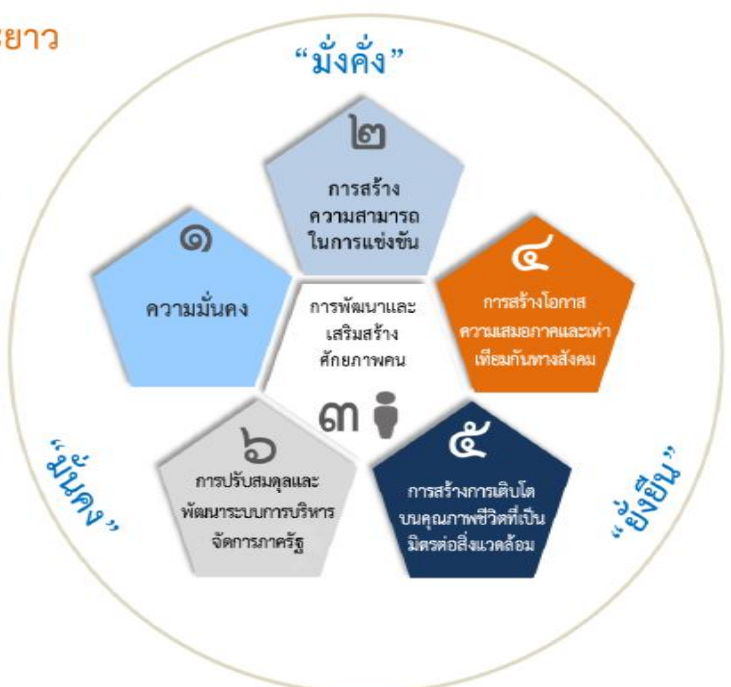 ะยาว
“มั่งคั่ง”
๒
การสร้าง
ความสามารถ
ในการแข่งขัน
๑
ความมั่นคง
การพัฒนาและ
เสริมสร้าง
ศักยภาพคน
๓
๔
การสร้างโอกาส
ความเสมอภาคและเท่า
เทียมกันทางสังคม
๖
การปรับสมดุลและ
พัฒนาระบบการบริหาร
จัดการภาครัฐ
๕
การสร้างการเติบโต
บนคุณภาพชีวิตที่เป็น
มิตรต่อสิ่งแวดล้อม
“มั่นคง”
“ยั่งยืน”